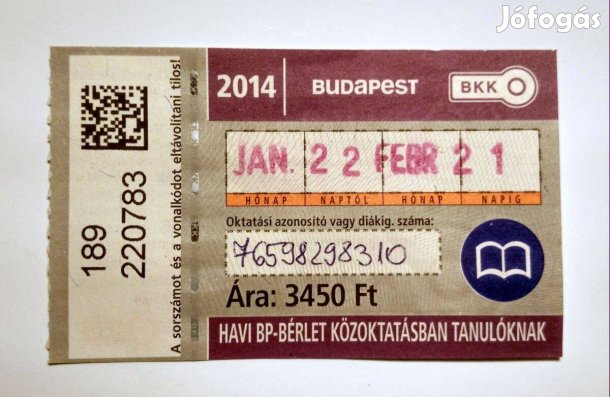 Jófogás
A sorszámot és a vonalkódot eltávolítani tilos!
189
220783
2014
BUDAPEST
BKK
JAN. 22 FEBR 21
HÓNAP NAPTÓL HÓNAP NAPIG
Oktatási azonosító vagy diákig. száma:
76598298310
Ára: 3450 Ft
HAVI BP-BÉRLET KÖZOKTATÁSBAN TANULÓKNAK